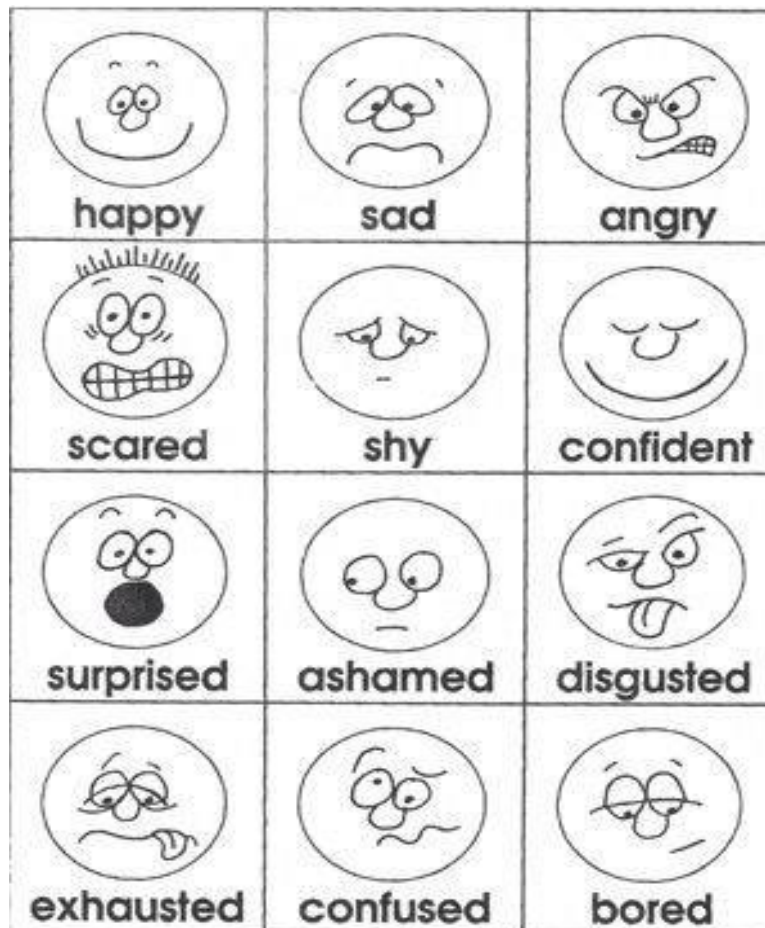 happy sad angry
scared shy confident
surprised ashamed disgusted
exhausted confused bored